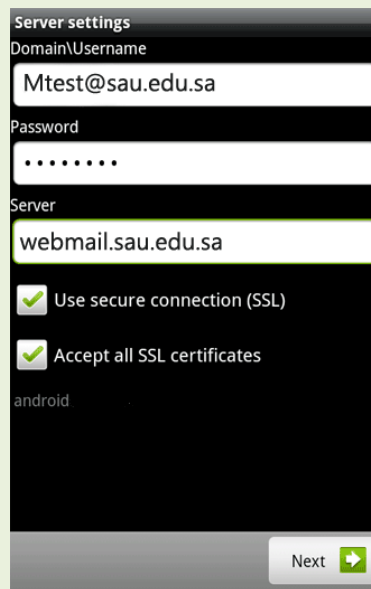 Server settings
Domain\Username
Mtest@sau.edu.sa
Password
••••••••
Server
webmail.sau.edu.sa
Use secure connection (SSL)
Accept all SSL certificates
android
Next